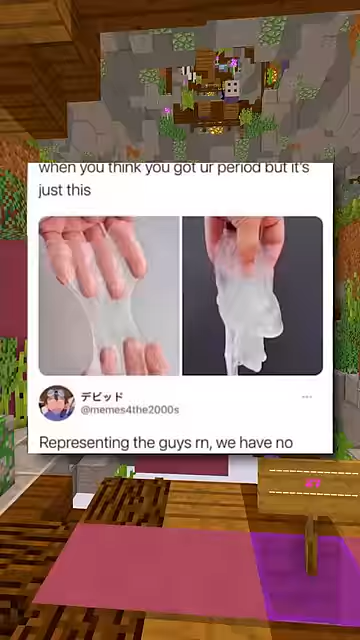 when you think you got ur period but it's
just this
デビッド
@memes4the2000s
Representing the guys rn, we have no
#1